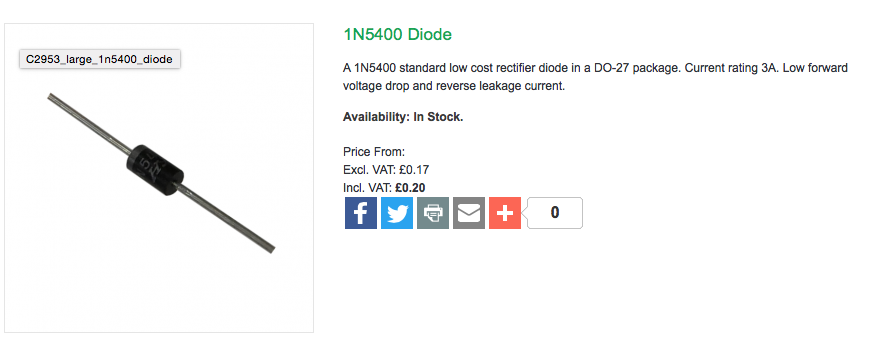 1N5400 Diode
C2953_large_1n5400_diode
A 1N5400 standard low cost rectifier diode in a DO-27 package. Current rating 3A. Low forward
voltage drop and reverse leakage current.
Availability: In Stock.
Price From:
Excl. VAT: £0.17
Incl. VAT: £0.20
0